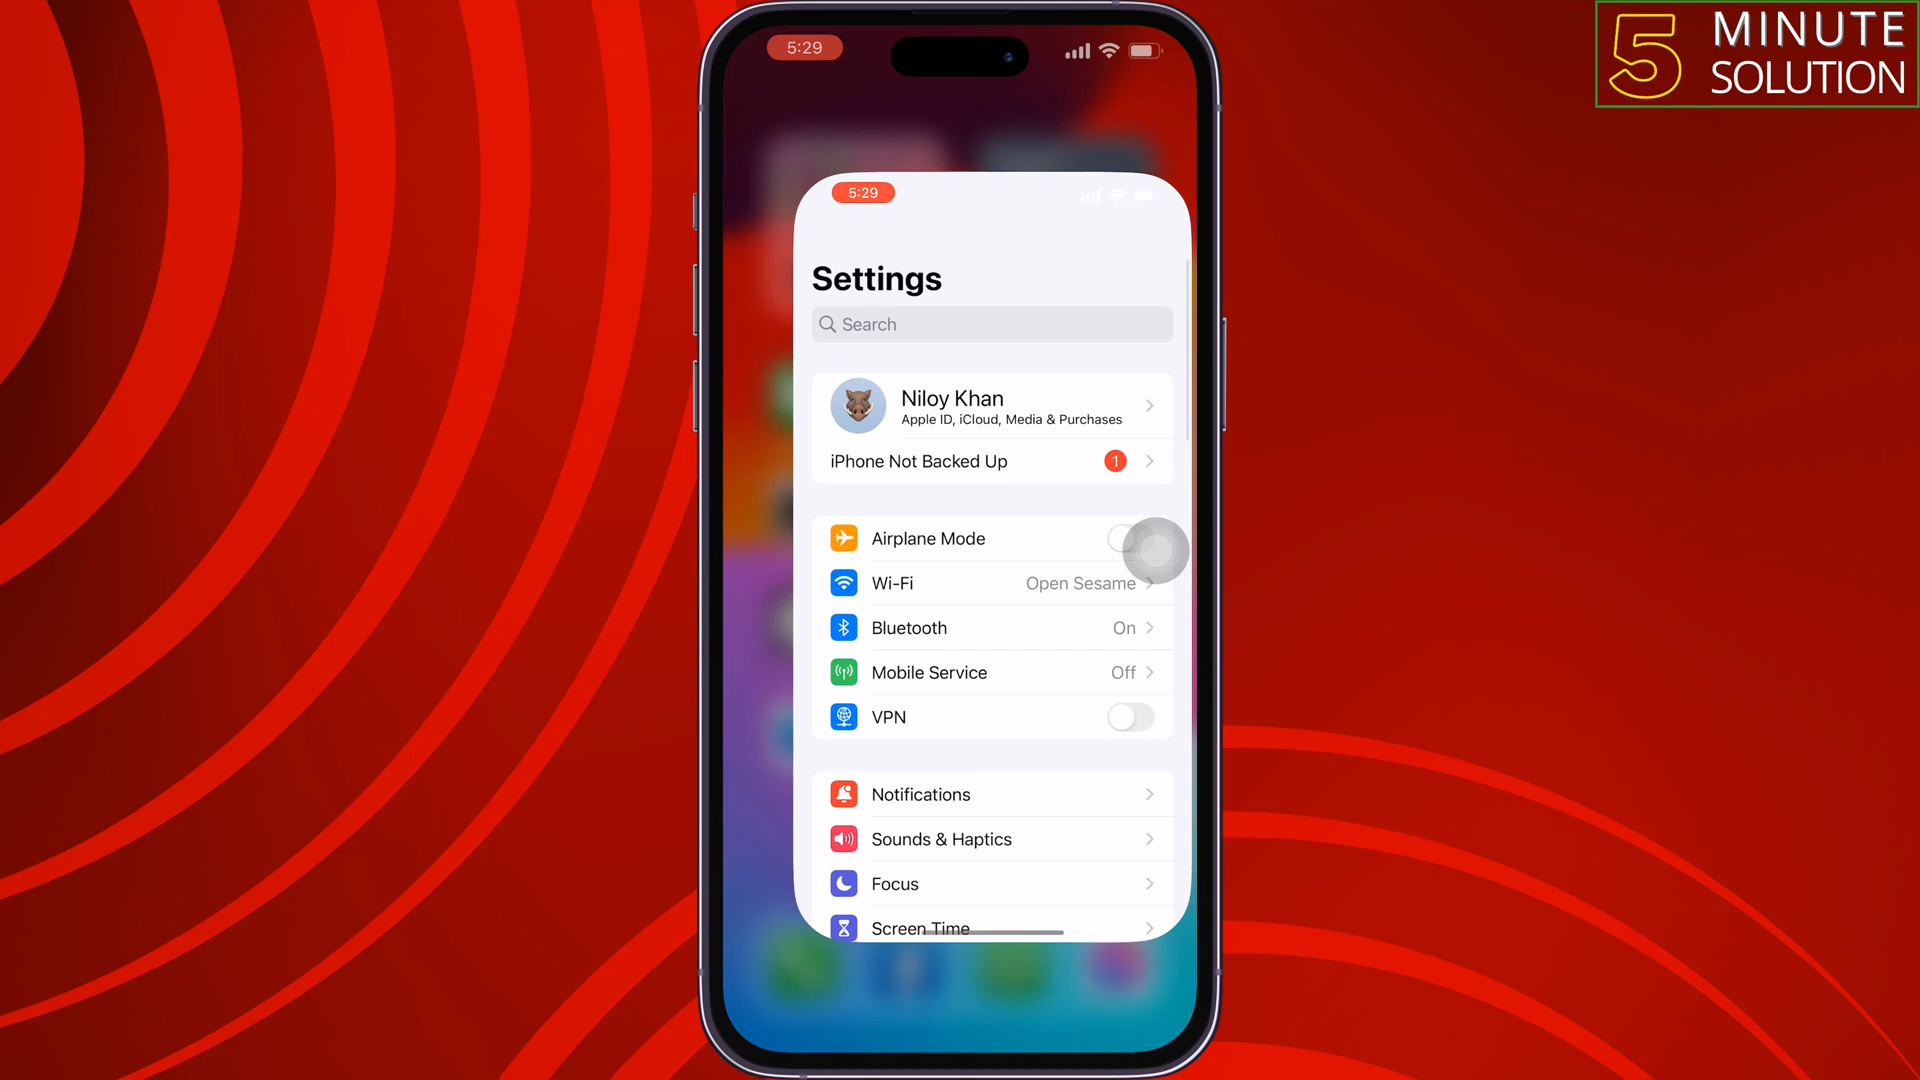 5:29
5 MINUTE
SOLUTION
5:29
Settings
Search
Niloy Khan
Apple ID, iCloud, Media & Purchases
iPhone Not Backed Up 1
Airplane Mode
Wi-Fi Open Sesame
Bluetooth On
Mobile Service Off
VPN
Notifications
Sounds & Haptics
Focus
Screen Time